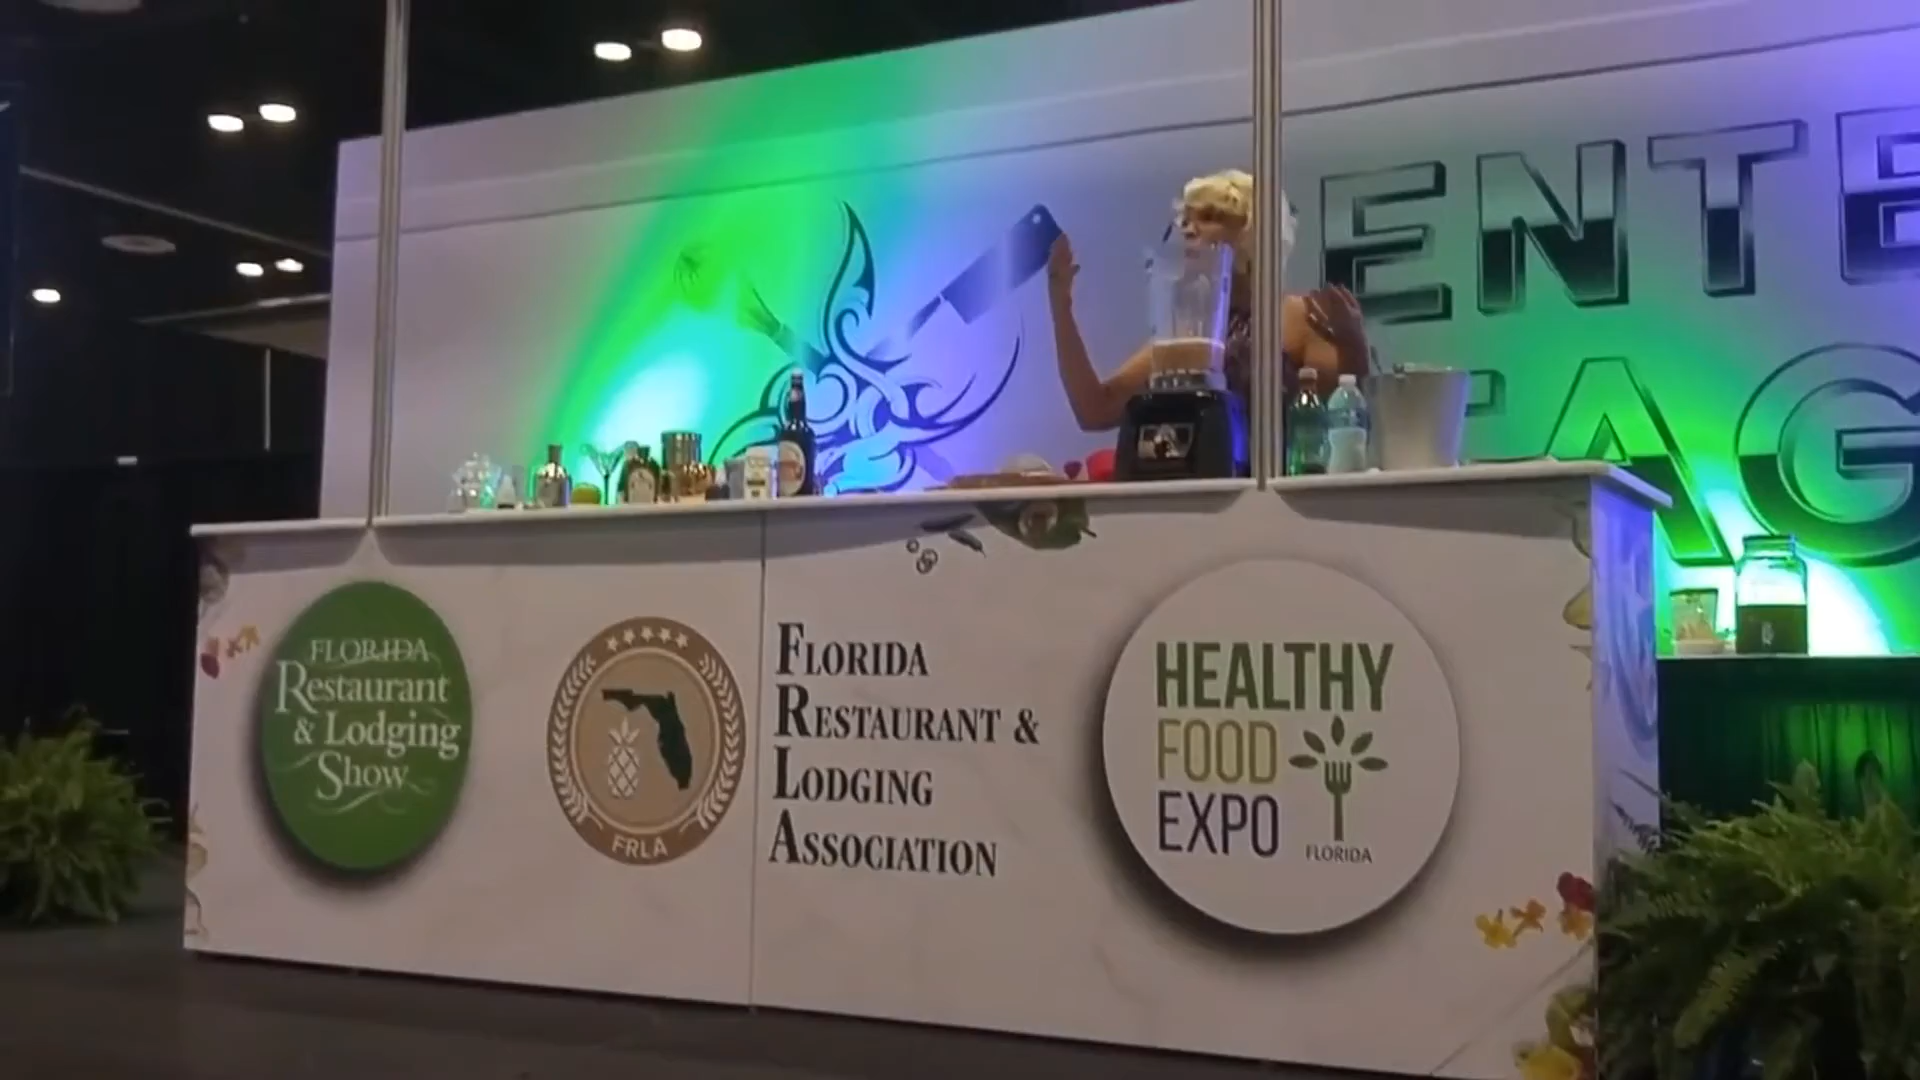 ENTE
AG
FLORIDA
Restaurant
& Lodging
Show
FRLA
FLORIDA
RESTAURANT &
LODGING
ASSOCIATION
HEALTHY
FOOD
EXPO
FLORIDA